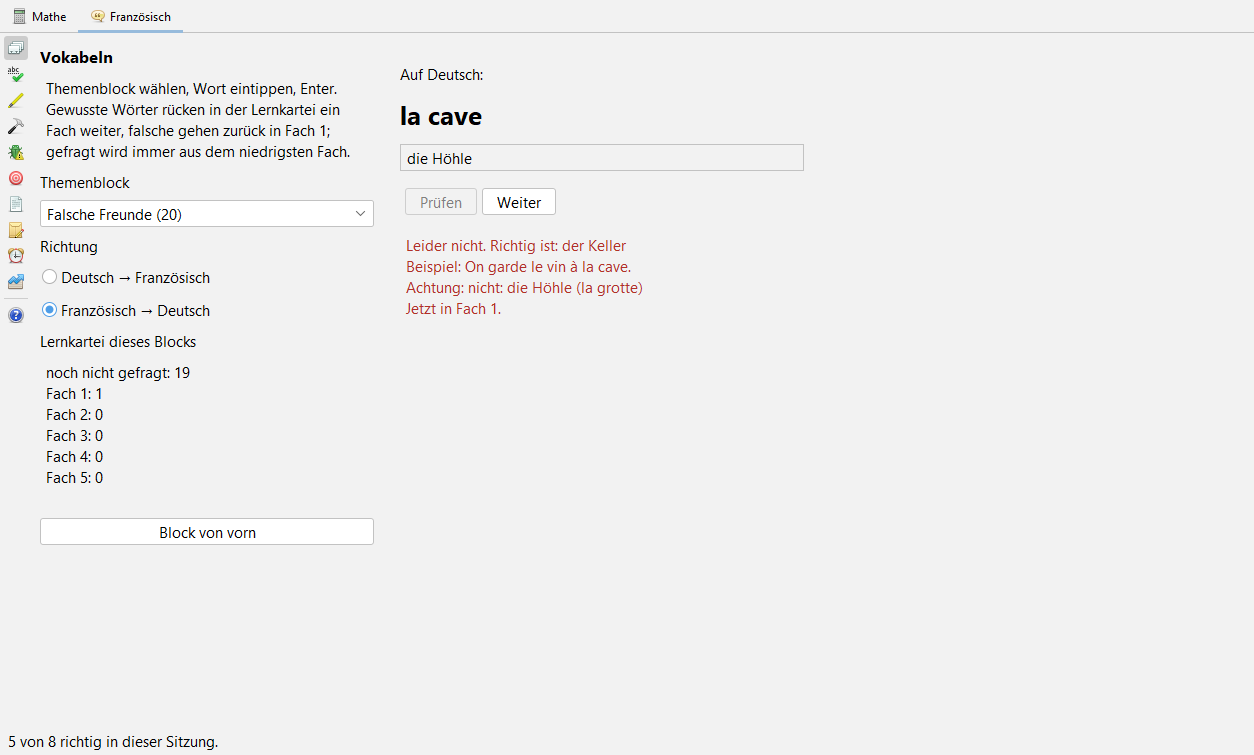 Mathe
Französisch
abc
Vokabeln
Themenblock wählen, Wort eintippen, Enter.
Gewusste Wörter rücken in der Lernkartei ein
Fach weiter, falsche gehen zurück in Fach 1;
gefragt wird immer aus dem niedrigsten Fach.
Themenblock
Falsche Freunde (20)
Richtung
Deutsch → Französisch
Französisch → Deutsch
Lernkartei dieses Blocks
noch nicht gefragt: 19
Fach 1: 1
Fach 2: 0
Fach 3: 0
Fach 4: 0
Fach 5: 0
Block von vorn
Auf Deutsch:
la cave
die Höhle
Prüfen
Weiter
Leider nicht. Richtig ist: der Keller
Beispiel: On garde le vin à la cave.
Achtung: nicht: die Höhle (la grotte)
Jetzt in Fach 1.
5 von 8 richtig in dieser Sitzung.